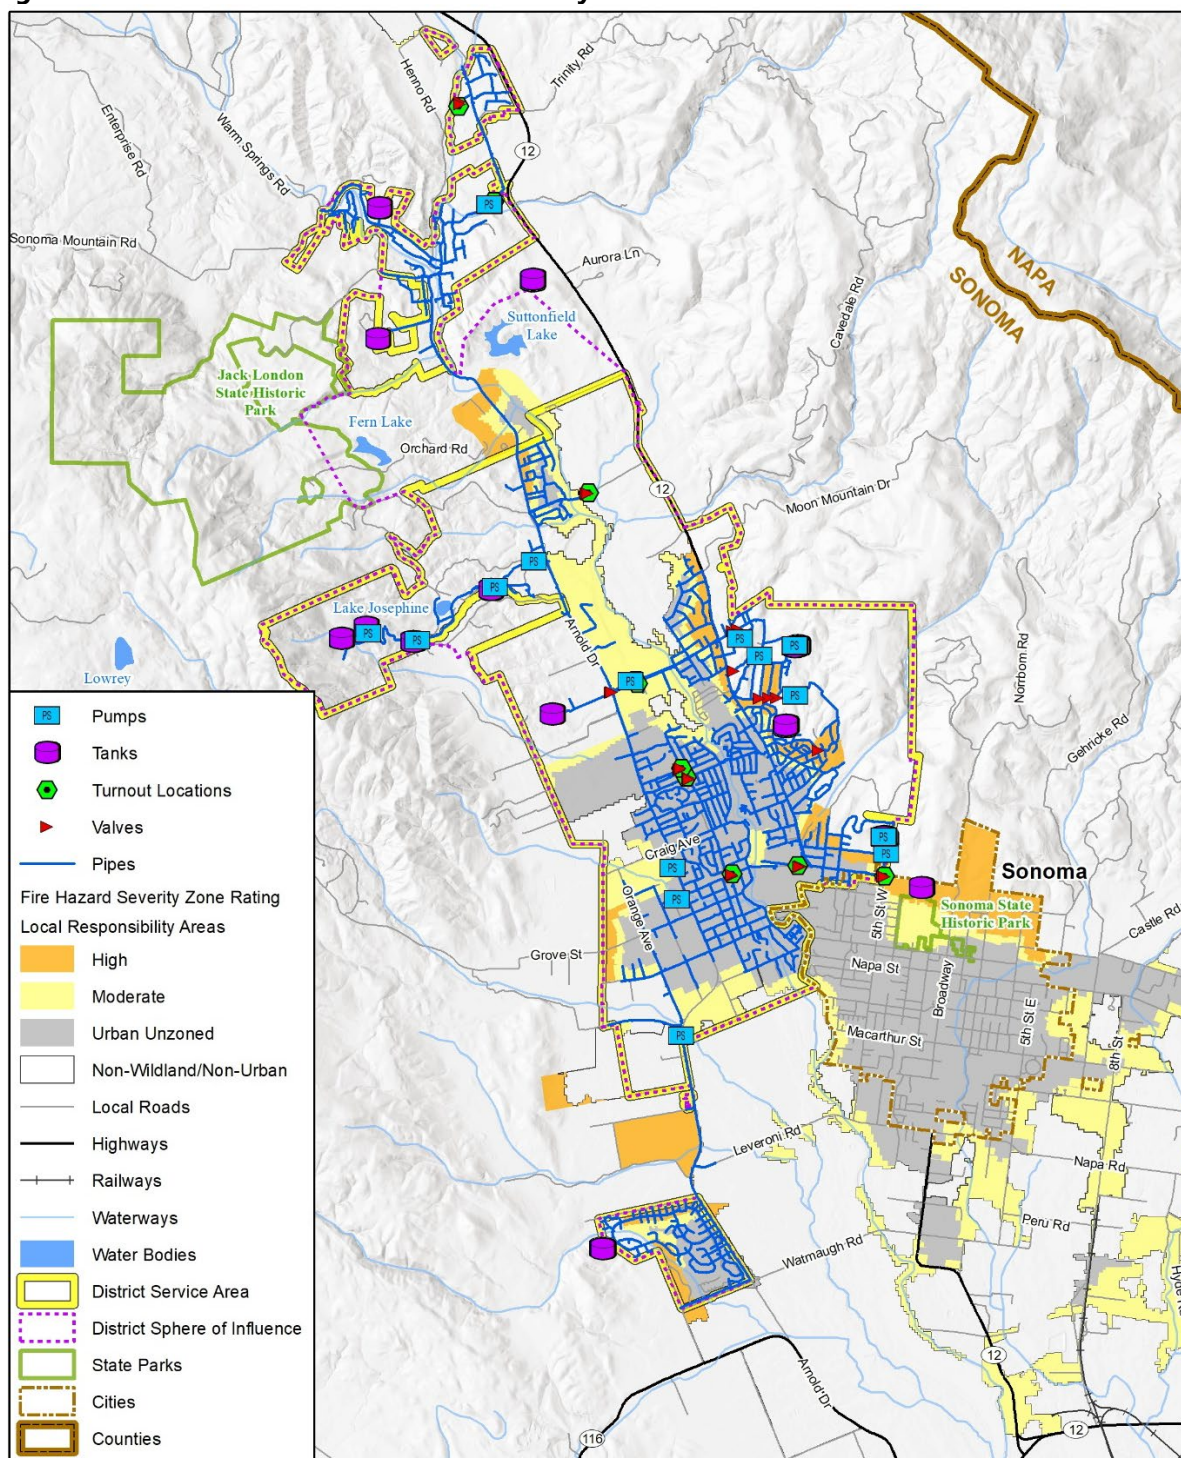 Henno Rd
Trinity Rd
Enterprise Rd
Warm Springs Rd
12
PS
Sonoma Mountain Rd
NAPA
SONOMA
Aurora Ln
Cavedale Rd
Suttonfield
Lake
Jack London
State Historic
Park
Fern Lake
Orchard Rd
12
Moon Mountain Dr
PS
PS
Lake Josephine
PS
PS
Arnold Dr
Lowrey
PS
PS
PS
PS
PS
Norrbom Rd
Gehricke Rd
PS
PS
Craig Ave
PS
PS
Orange Ave
5th St W
Sonoma
Sonoma State
Historic Park
Castle Rd
Grove St
Napa St
Broadway
5th St E
8th St E
Macarthur St
PS
Leveroni Rd
Napa Rd
Peru Rd
Watmaugh Rd
Arnold Dr
12
12
116
PS Pumps
Tanks
Turnout Locations
Valves
Pipes
Fire Hazard Severity Zone Rating
Local Responsibility Areas
High
Moderate
Urban Unzoned
Non-Wildland/Non-Urban
Local Roads
Highways
Railways
Waterways
Water Bodies
District Service Area
District Sphere of Influence
State Parks
Cities
Counties